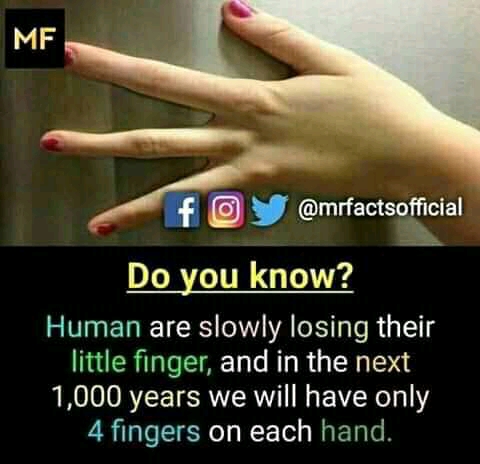 MF
@mrfactsofficial
Do you know?
Human are slowly losing their
little finger, and in the next
1,000 years we will have only
4 fingers on each hand.